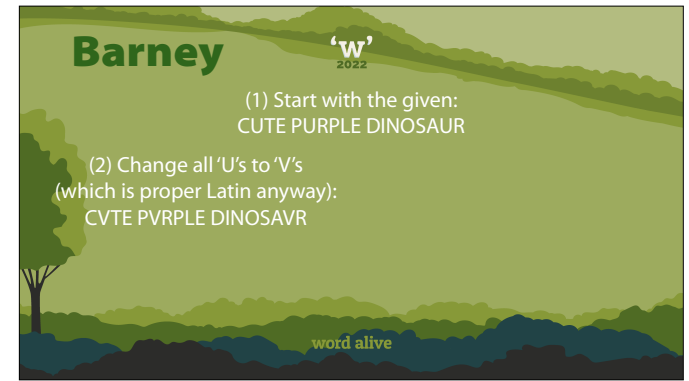 Barney
‘W’
2022
(1) Start with the given:
CUTE PURPLE DINOSAUR
(2) Change all ‘U’s to ‘V’s
(which is proper Latin anyway):
CVTE PVRPLE DINOSAVR
word alive